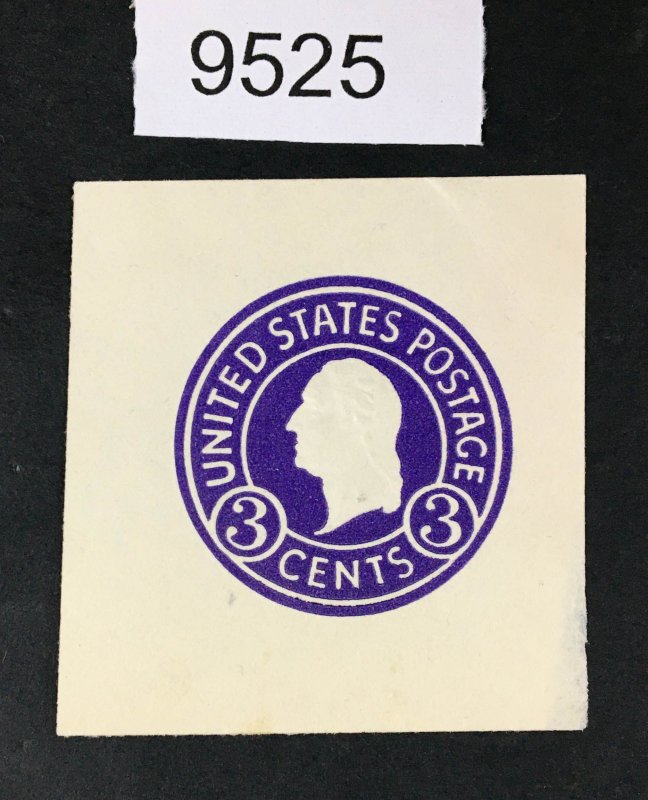 9525
UNITED STATES POSTAGE
3 3
CENTS